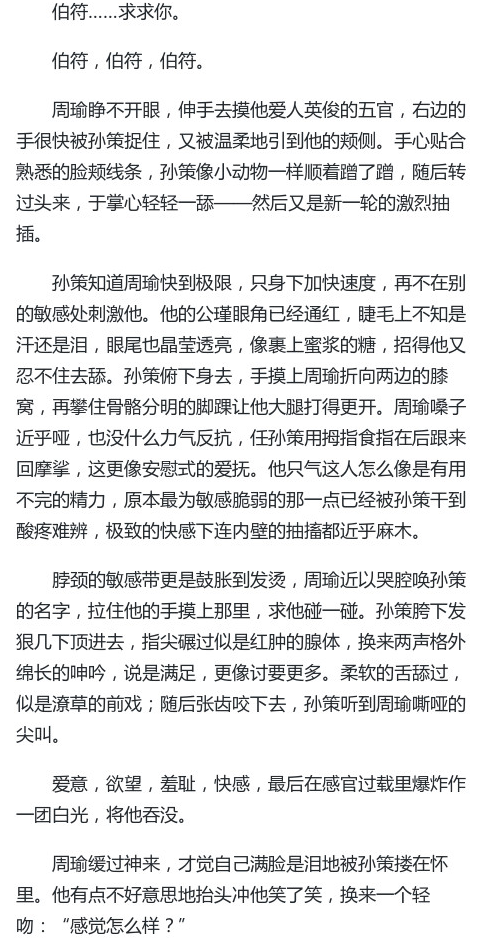 伯符……求求你。
伯符，伯符，伯符。
周瑜睁不开眼，伸手去摸他爱人英俊的五官，右边的
手很快被孙策捉住，又被温柔地引到他的颊侧。手心贴合
熟悉的脸颊线条，孙策像小动物一样顺着蹭了蹭，随后转
过头来，于掌心轻轻一舔——然后又是新一轮的激烈抽
插。
孙策知道周瑜快到极限，只身下加快速度，再不在别
的敏感处刺激他。他的公瑾眼角已经通红，睫毛上不知是
汗还是泪，眼尾也晶莹透亮，像裹上蜜浆的糖，招得他又
忍不住去舔。孙策俯下身去，手摸上周瑜折向两边的膝
窝，再攀住骨骼分明的脚踝让他大腿打得更开。周瑜嗓子
近乎哑，也没什么力气反抗，任孙策用拇指食指在后跟来
回摩挲，这更像安慰式的爱抚。他只气这人怎么像是有用
不完的精力，原本最为敏感脆弱的那一点已经被孙策干到
酸疼难辨，极致的快感下连内壁的抽搐都近乎麻木。
脖颈的敏感带更是鼓胀到发烫，周瑜近以哭腔唤孙策
的名字，拉住他的手摸上那里，求他碰一碰。孙策胯下发
狠几下顶进去，指尖碾过似是红肿的腺体，换来两声格外
绵长的呻吟，说是满足，更像讨要更多。柔软的舌舔过，
似是潦草的前戏；随后张齿咬下去，孙策听到周瑜嘶哑的
尖叫。
爱意，欲望，羞耻，快感，最后在感官过载里爆炸作
一团白光，将他吞没。
周瑜缓过神来，才觉自己满脸是泪地被孙策搂在怀
里。他有点不好意思地抬头冲他笑了笑，换来一个轻
吻：“感觉怎么样？”